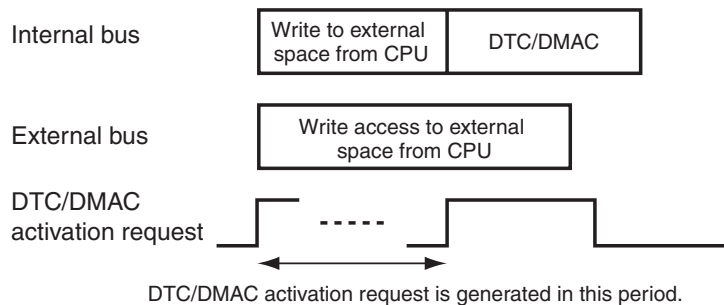 Internal bus
Write to external
space from CPU
DTC/DMAC
External bus
Write access to external
space from CPU
DTC/DMAC
activation request
DTC/DMAC activation request is generated in this period.